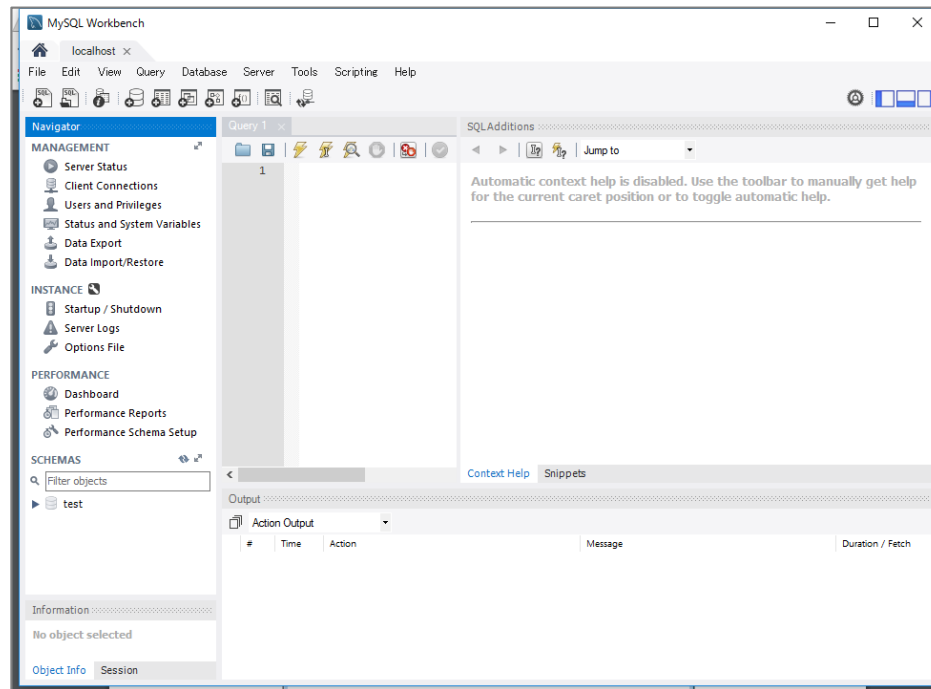 MySQL Workbench
localhost
File Edit View Query Database Server Tools Scripting Help
Navigator
MANAGEMENT
Server Status
Client Connections
Users and Privileges
Status and System Variables
Data Export
Data Import/Restore
INSTANCE
Startup / Shutdown
Server Logs
Options File
PERFORMANCE
Dashboard
Performance Reports
Performance Schema Setup
SCHEMAS
Filter objects
test
Information
No object selected
Object Info Session
Query 1
1
SQLAdditions
Jump to
Automatic context help is disabled. Use the toolbar to manually get help
for the current caret position or to toggle automatic help.
Context Help Snippets
Output
Action Output
# Time Action Message Duration / Fetch